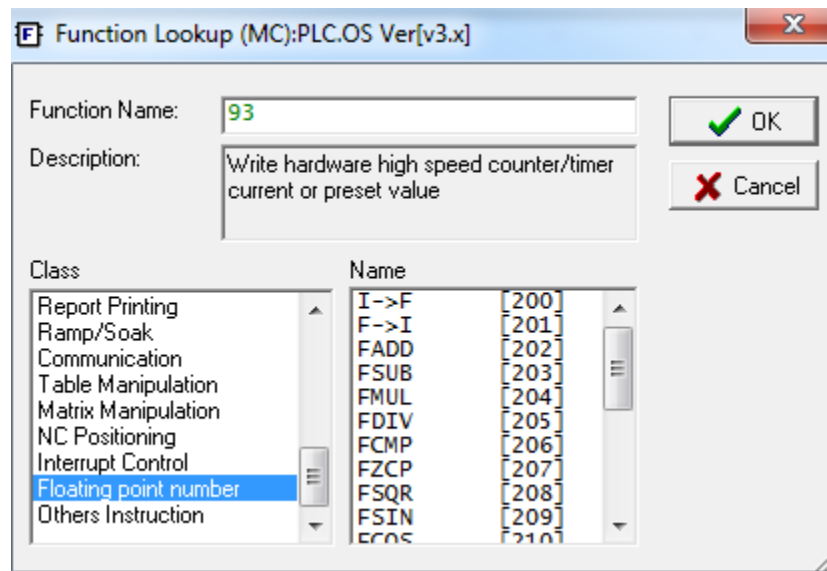 Function Lookup (MC):PLC.OS Ver[v3.x]
Function Name:
93
OK
Description:
Write hardware high speed counter/timer
current or preset value
Cancel
Class
Report Printing
Ramp/Soak
Communication
Table Manipulation
Matrix Manipulation
NC Positioning
Interrupt Control
Floating point number
Others Instruction
Name
I->F [200]
F->I [201]
FADD [202]
FSUB [203]
FMUL [204]
FDIV [205]
FCMP [206]
FZCP [207]
FSQR [208]
FSIN [209]
FCOS [210]